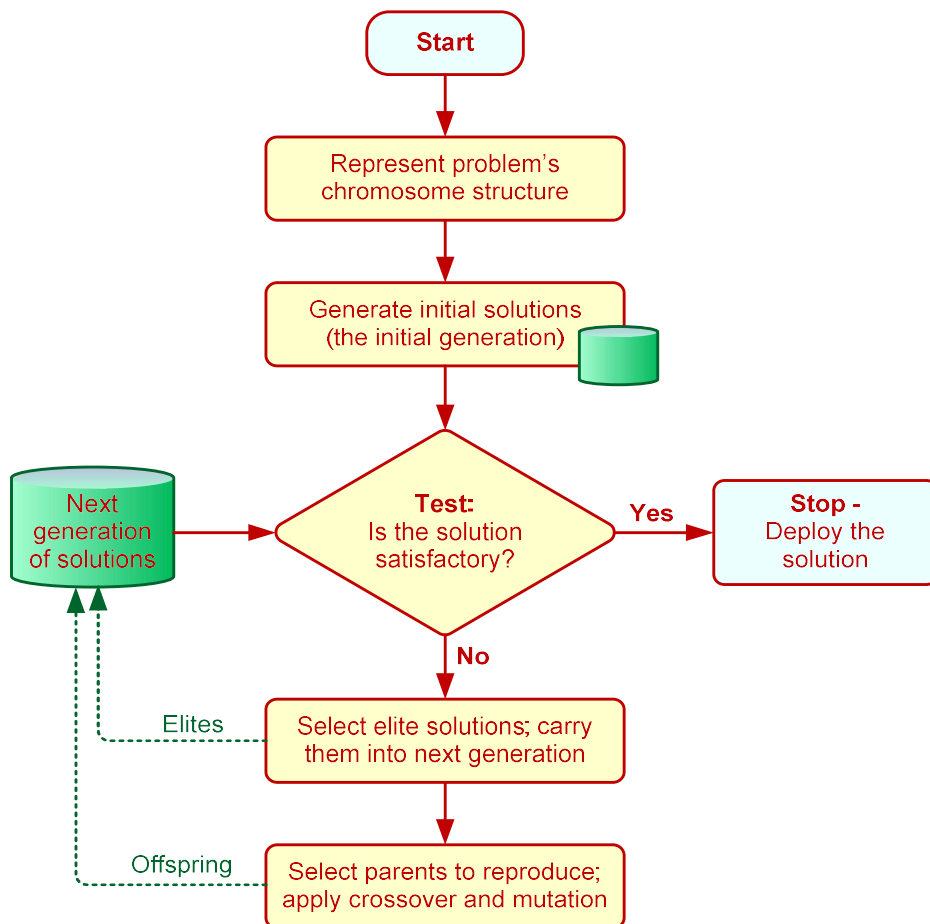 Start
Represent problem's
chromosome structure
Generate initial solutions
(the initial generation)
Next
generation
of solutions
Test:
Is the solution
satisfactory?
Yes
Stop -
Deploy the
solution
No
Elites
Select elite solutions; carry
them into next generation
Offspring
Select parents to reproduce;
apply crossover and mutation